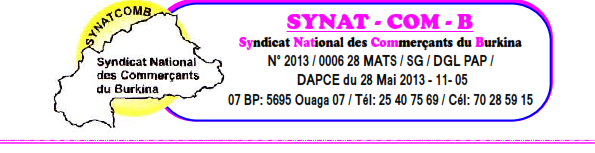 SYNATCOMB
Syndicat National
des Commerçants
du Burkina
SYNAT - COM - B
Syndicat National des Commerçants du Burkina
N° 2013 / 0006 28 MATS / SG / DGL PAP /
DAPCE du 28 Mai 2013 - 11- 05
07 BP: 5695 Ouaga 07 / Tél: 25 40 75 69 / Cél: 70 28 59 15